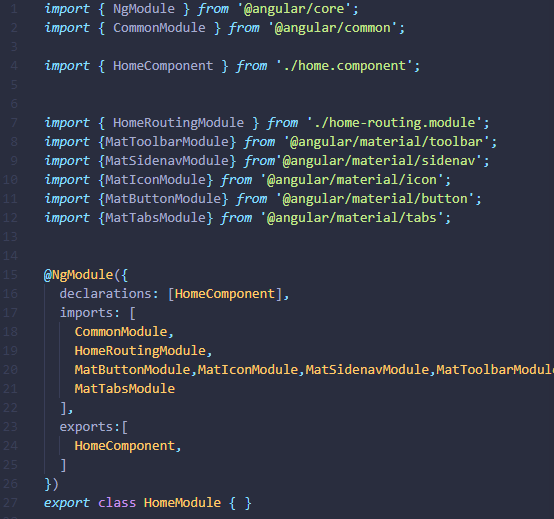 1 import { NgModule } from '@angular/core';
2 import { CommonModule } from '@angular/common';
3
4 import { HomeComponent } from './home.component';
5
6
7 import { HomeRoutingModule } from './home-routing.module';
8 import {MatToolbarModule} from '@angular/material/toolbar';
9 import {MatSidenavModule} from'@angular/material/sidenav';
10 import {MatIconModule} from '@angular/material/icon';
11 import {MatButtonModule} from '@angular/material/button';
12 import {MatTabsModule} from '@angular/material/tabs';
13
14
15 @NgModule({
16 declarations: [HomeComponent],
17 imports: [
18 CommonModule,
19 HomeRoutingModule,
20 MatButtonModule,MatIconModule,MatSidenavModule,MatToolbarModul
21 MatTabsModule
22 ],
23 exports:[
24 HomeComponent,
25 ]
26 })
27 export class HomeModule { }